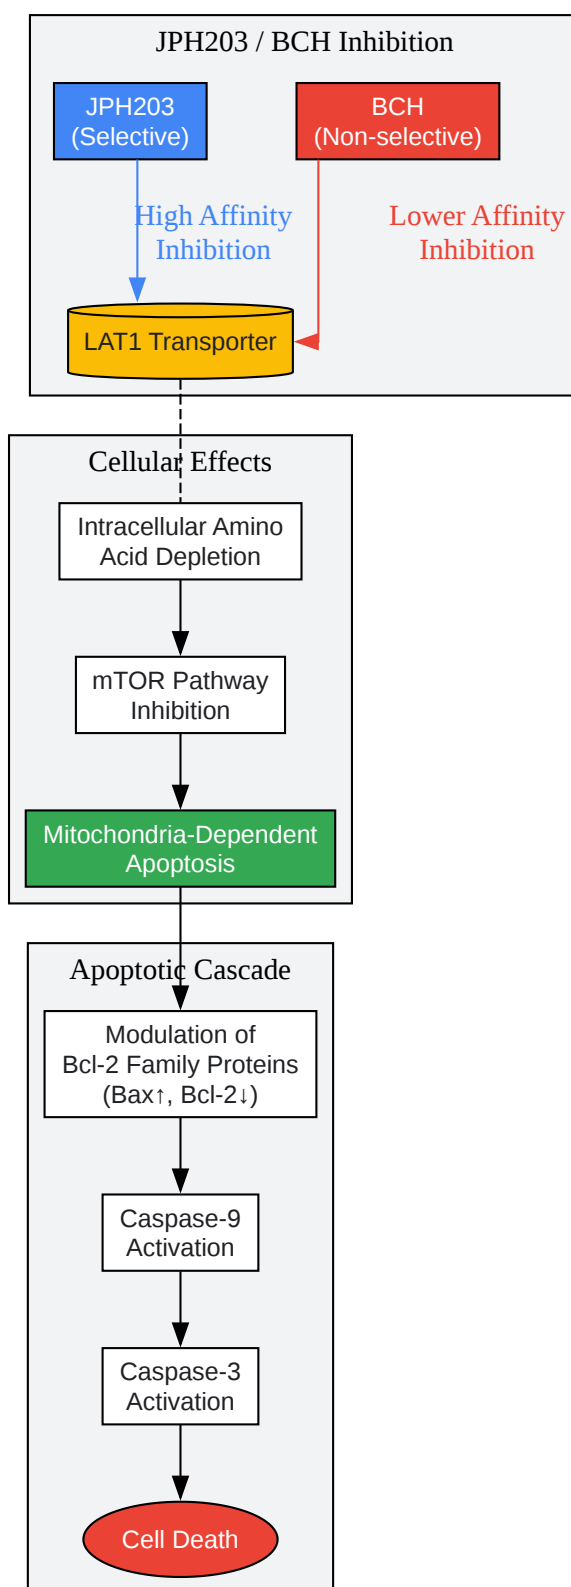 JPH203 / BCH Inhibition
JPH203
(Selective)
BCH
(Non-selective)
High Affinity
Inhibition
Lower Affinity
Inhibition
LAT1 Transporter
Cellular Effects
Intracellular Amino
Acid Depletion
mTOR Pathway
Inhibition
Mitochondria-Dependent
Apoptosis
Apoptotic Cascade
Modulation of
Bcl-2 Family Proteins
(Bax↑, Bcl-2↓)
Caspase-9
Activation
Caspase-3
Activation
Cell Death